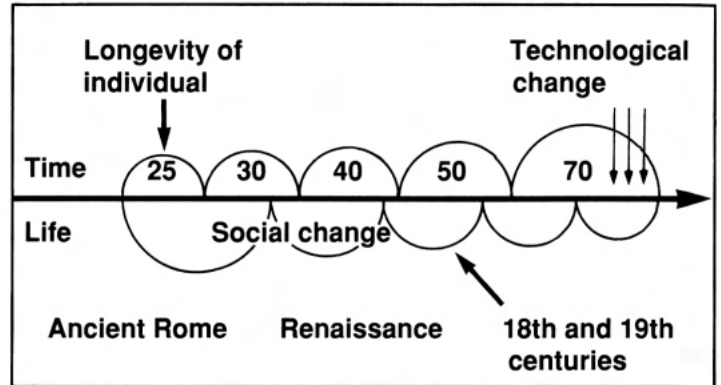 Longevity of
individual
Technological
change
Time
25
30
40
50
70
Life
Social change
Ancient Rome
Renaissance
18th and 19th
centuries